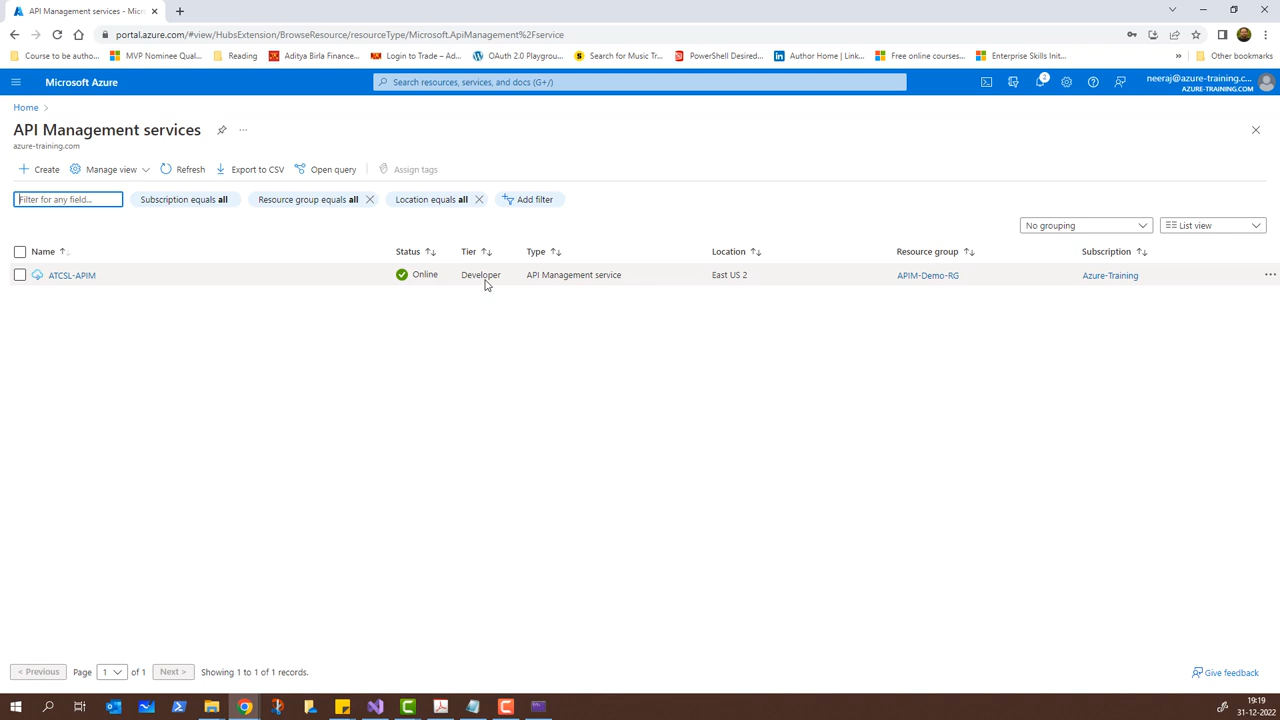 API Management services - Micr
portal.azure.com/#view/HubsExtension/BrowseResource/resourceType/Microsoft.ApiManagement%2Fservice
Course to be autho... MVP Nominee Qual... Reading Aditya Birla Finance... Login to Trade – Ad... OAuth 2.0 Playgrou... Search for Music Tr... PowerShell Desired... Author Home | Link... Free online courses... Enterprise Skills Init... » Other bookmarks
Microsoft Azure
Search resources, services, and docs (G+/)
2
neeraj@azure-training.c...
AZURE-TRAINING.COM
Home >
API Management services
azure-training.com
Create Manage view Refresh Export to CSV Open query Assign tags
Filter for any field... Subscription equals all Resource group equals all Location equals all Add filter
No grouping List view
Name Status Tier Type Location Resource group Subscription
ATCSL-APIM Online Developer API Management service East US 2 APIM-Demo-RG Azure-Training
< Previous Page 1 of 1 Next > Showing 1 to 1 of 1 records. Give feedback
19:19
31-12-2022